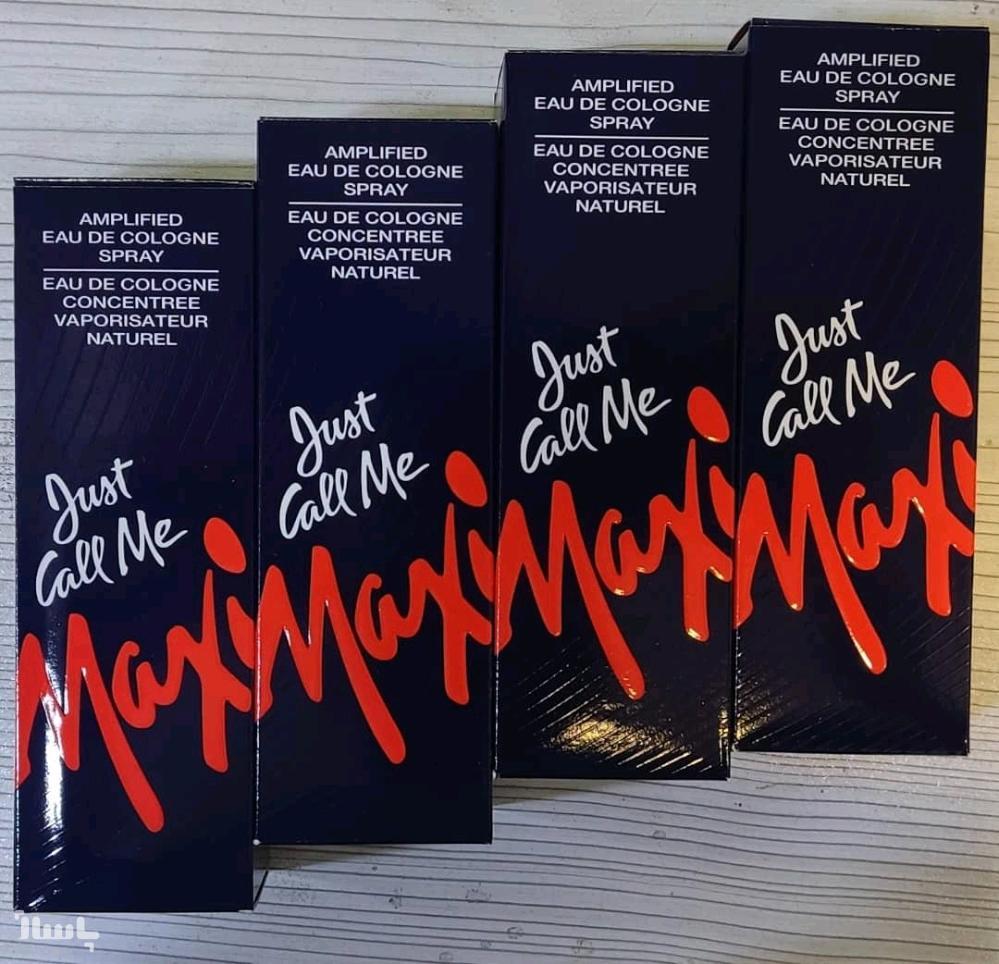 AMPLIFIED
EAU DE COLOGNE
SPRAY
EAU DE COLOGNE
CONCENTREE
VAPORISATEUR
NATUREL
Just
Call Me
Maxi
AMPLIFIED
EAU DE COLOGNE
SPRAY
EAU DE COLOGNE
CONCENTREE
VAPORISATEUR
NATUREL
Just
Call Me
Maxi
AMPLIFIED
EAU DE COLOGNE
SPRAY
EAU DE COLOGNE
CONCENTREE
VAPORISATEUR
NATUREL
Just
Call Me
Maxi
AMPLIFIED
EAU DE COLOGNE
SPRAY
EAU DE COLOGNE
CONCENTREE
VAPORISATEUR
NATUREL
Just
Call Me
Maxi
باسلام